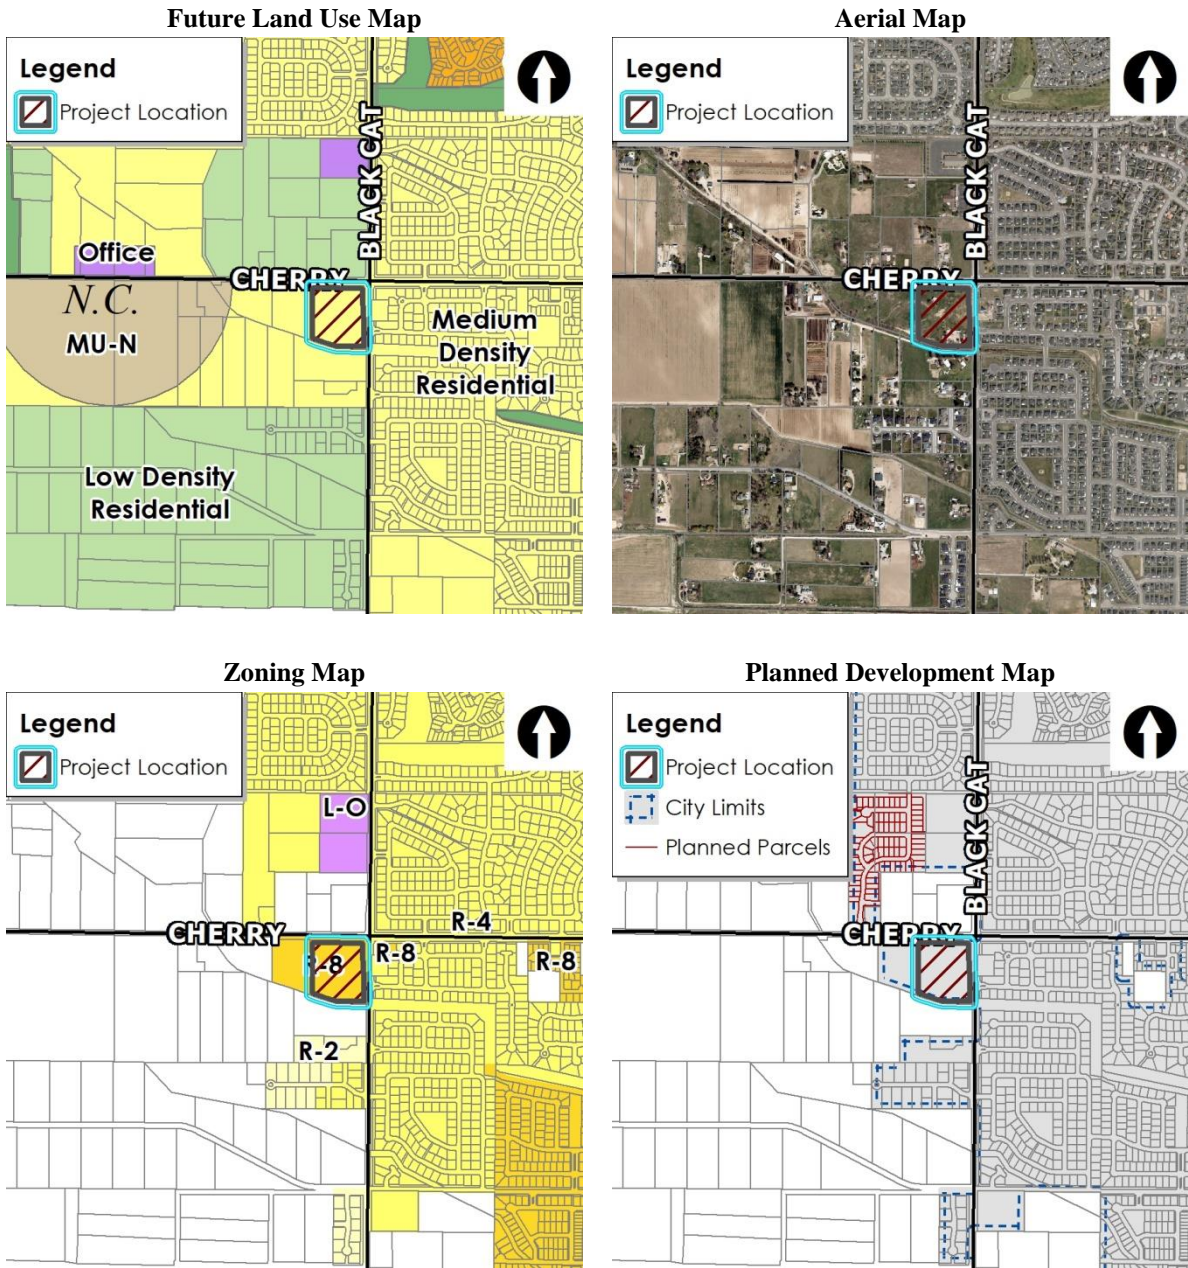 Future Land Use Map
Legend
Project Location
BLACK CAT
Office
CHERRY
N.C.
MU-N
Medium
Density
Residential
Low Density
Residential
Aerial Map
Legend
Project Location
BLACK CAT
CHERRY
Zoning Map
Legend
Project Location
L-O
CHERRY
R-4
R-8
R-8
R-8
R-2
Planned Development Map
Legend
Project Location
City Limits
Planned Parcels
BLACK CAT
CHERRY